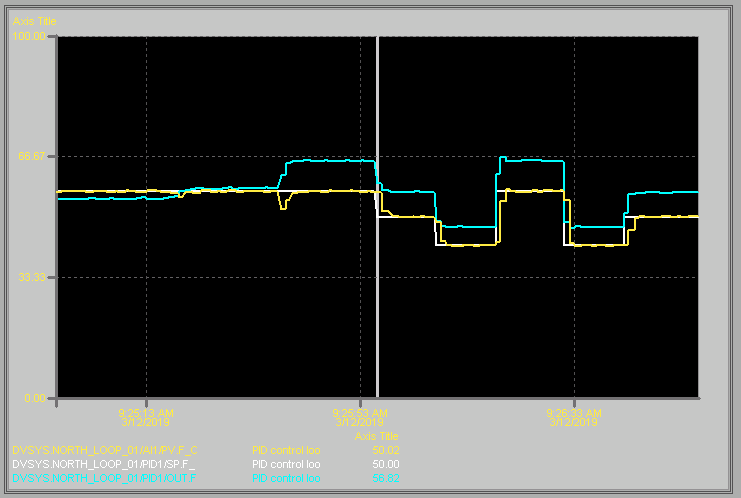 Axis Title
100.00
66.67
33.33
0.00
9:25:13 AM 9:25:53 AM 9:26:33 AM
3/12/2019 3/12/2019 3/12/2019
Axis Title
DVSYS.NORTH_LOOP_01/AI1/PV.F_C PID control loo 50.02
DVSYS.NORTH_LOOP_01/PID1/SP.F_ PID control loo 50.00
DVSYS.NORTH_LOOP_01/PID1/OUT.F PID control loo